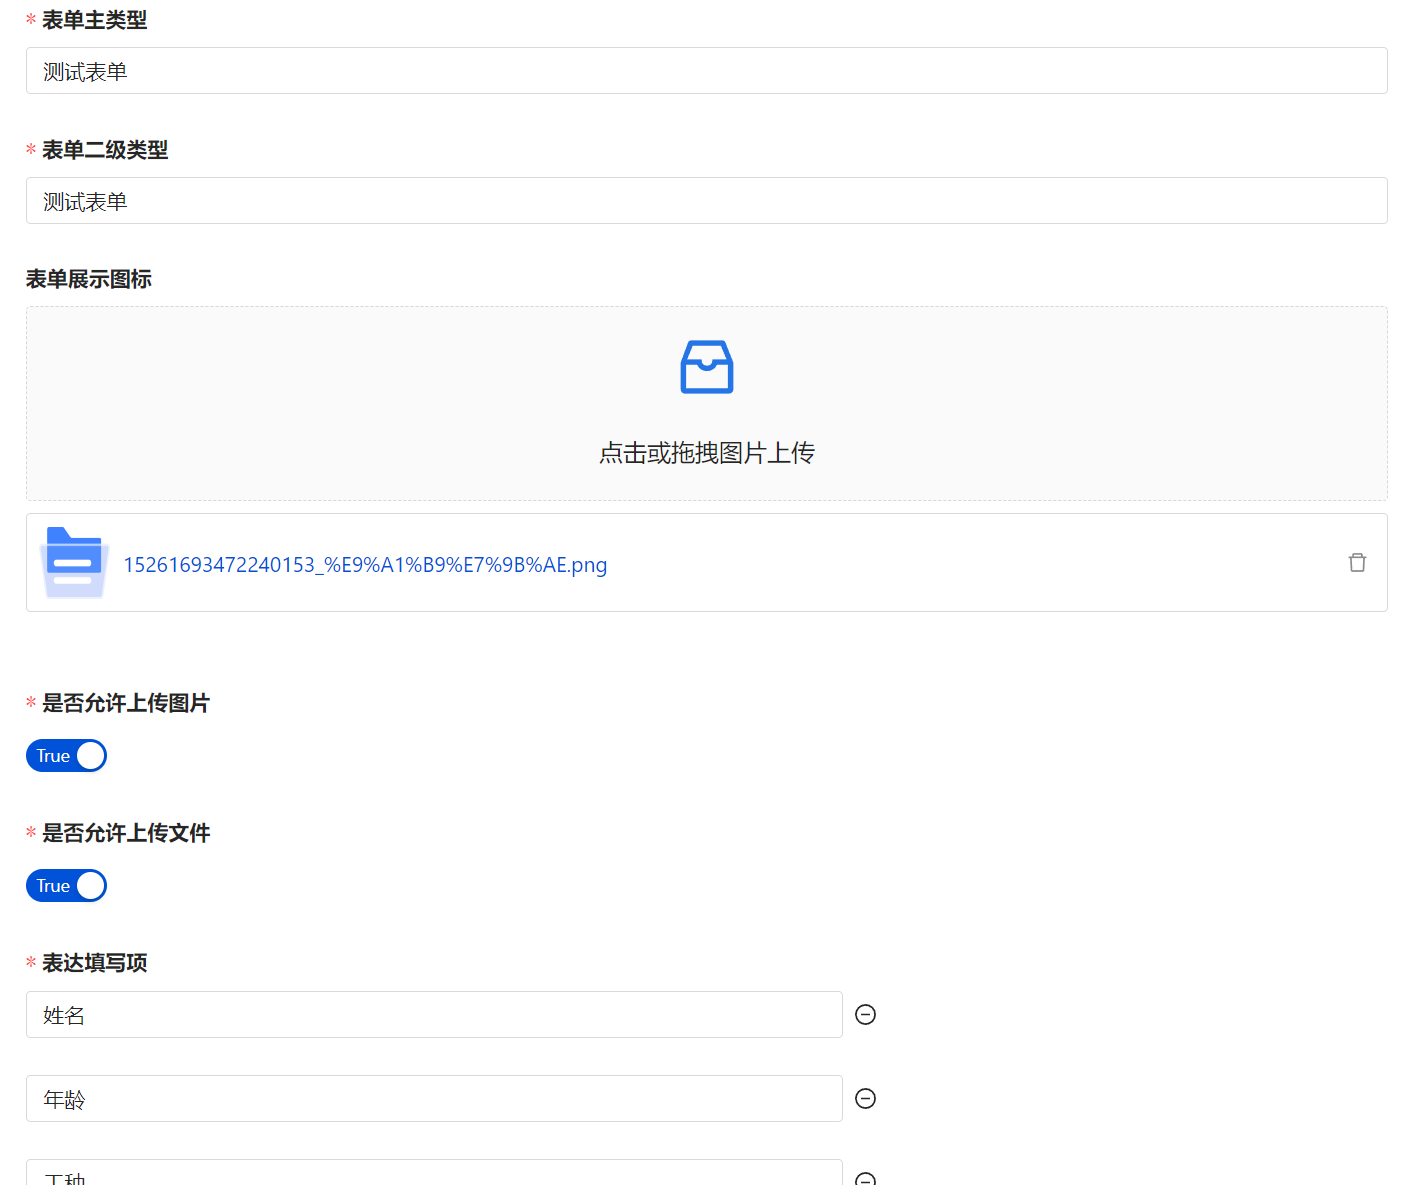 * 表单主类型
测试表单
* 表单二级类型
测试表单
表单展示图标
点击或拖拽图片上传
15261693472240153_%E9%A1%B9%E7%9B%AE.png
* 是否允许上传图片
True
* 是否允许上传文件
True
* 表达填写项
姓名
年龄
工种